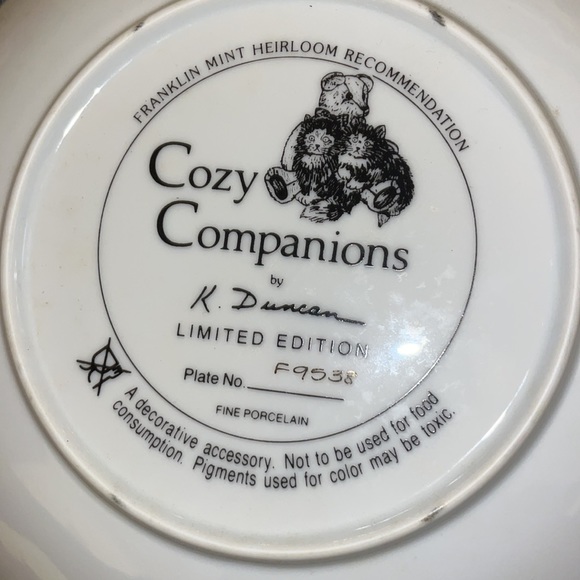 FRANKLIN MINT HEIRLOOM RECOMMENDATION
Cozy
Companions
by
K. Duncan
LIMITED EDITION
Plate No. F9538
FINE PORCELAIN
A decorative accessory. Not to be used for food
consumption. Pigments used for color may be toxic.